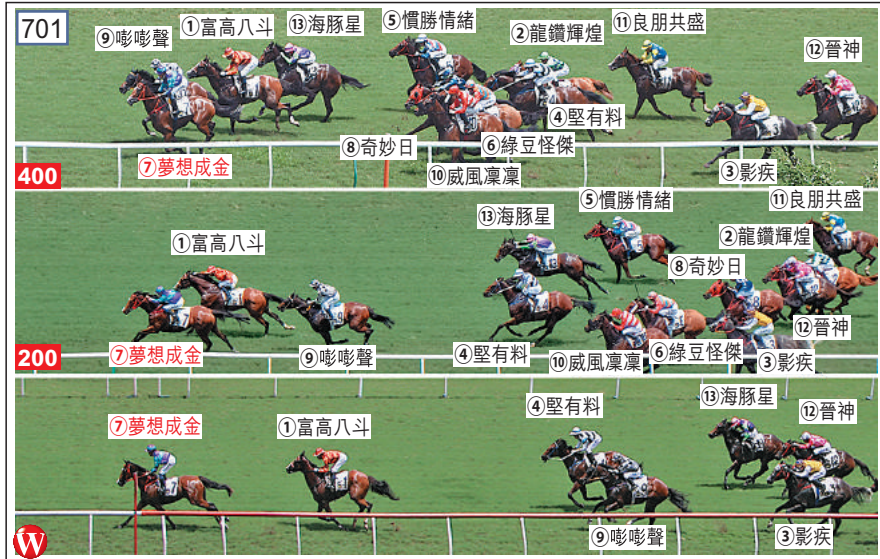 701
⑨嘭嘭聲
①富高八斗
⑬海豚星
⑤慣勝情緒
②龍鑽輝煌
⑪良朋共盛
⑫晉神
④堅有料
⑧奇妙日
⑥綠豆怪傑
⑦夢想成金
⑩威風凜凜
③影疾
400
⑤慣勝情緒
⑪良朋共盛
⑬海豚星
①富高八斗
②龍鑽輝煌
⑧奇妙日
⑫晉神
⑦夢想成金
⑨嘭嘭聲
④堅有料
⑩威風凜凜
⑥綠豆怪傑
③影疾
200
④堅有料
⑬海豚星
⑫晉神
⑦夢想成金
①富高八斗
⑨嘭嘭聲
③影疾
W